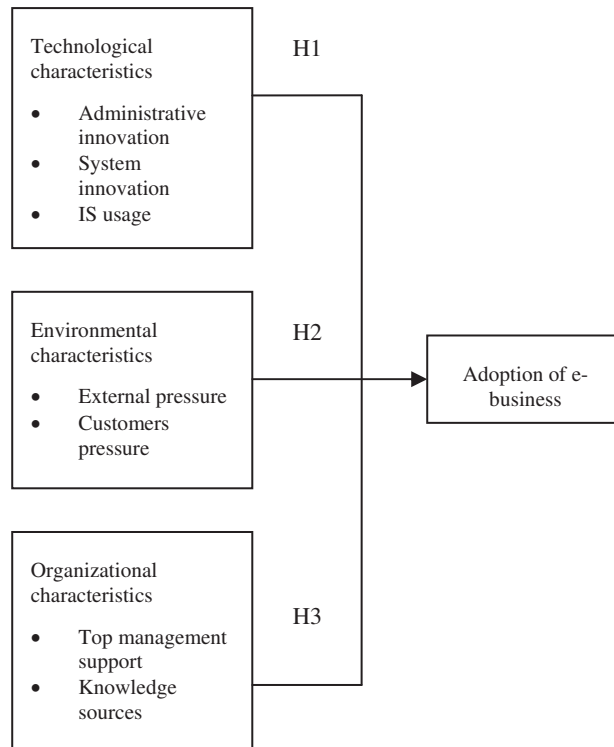 Technological
characteristics
• Administrative
innovation
• System
innovation
• IS usage
H1
Environmental
characteristics
• External pressure
• Customers
pressure
H2
Adoption of e-
business
Organizational
characteristics
• Top management
support
• Knowledge
sources
H3